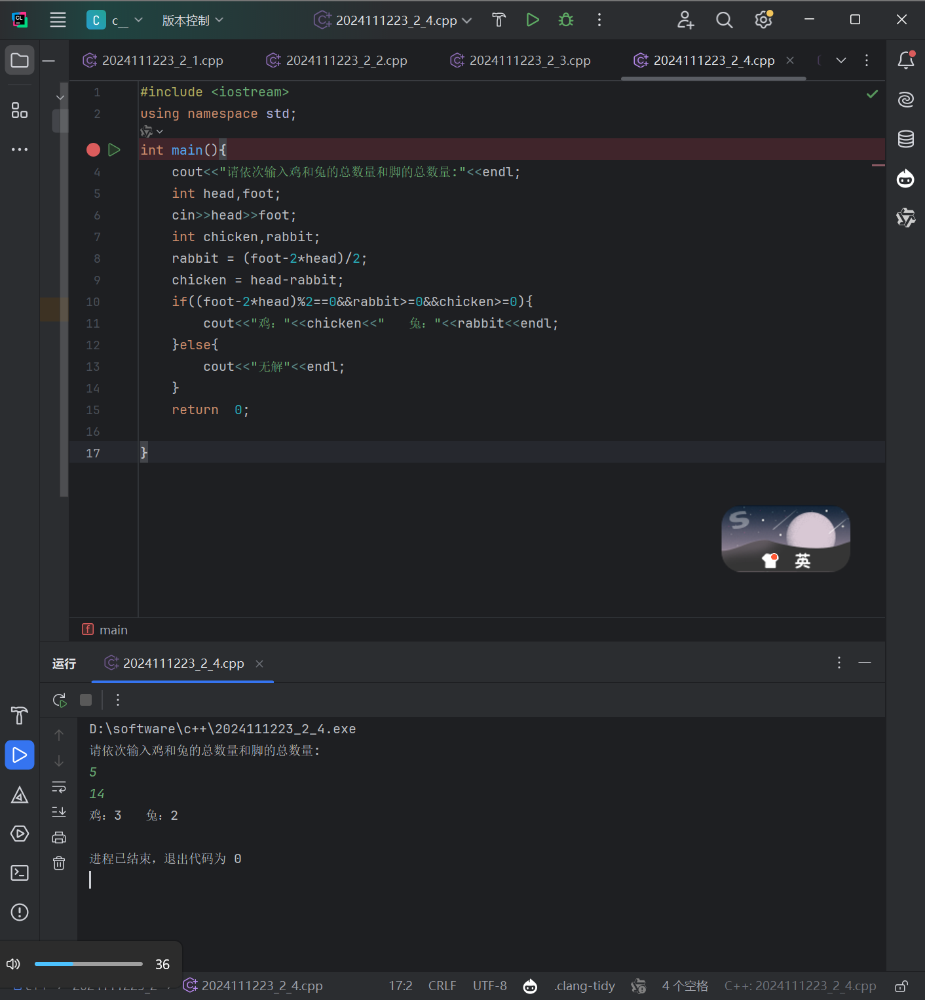 CL
C
c__
版本控制
2024111223_2_4.cpp
2024111223_2_1.cpp
2024111223_2_2.cpp
2024111223_2_3.cpp
2024111223_2_4.cpp
1 #include <iostream>
2 using namespace std;
int main(){
4 cout<<"请依次输入鸡和兔的总数量和脚的总数量:"<<endl;
5 int head,foot;
6 cin>>head>>foot;
7 int chicken,rabbit;
8 rabbit = (foot-2*head)/2;
9 chicken = head-rabbit;
10 if((foot-2*head)%2==0&&rabbit>=0&&chicken>=0){
11 cout<<"鸡："<<chicken<<"   兔："<<rabbit<<endl;
12 }else{
13 cout<<"无解"<<endl;
14 }
15 return  0;
16
17 }
S
英
f main
运行
2024111223_2_4.cpp
D:\software\c++\2024111223_2_4.exe
请依次输入鸡和兔的总数量和脚的总数量:
5
14
鸡：3   兔：2
进程已结束，退出代码为 0
36
2024111223_2_4.cpp
17:2
CRLF
UTF-8
.clang-tidy
4 个空格
C++: 2024111223_2_4.cpp